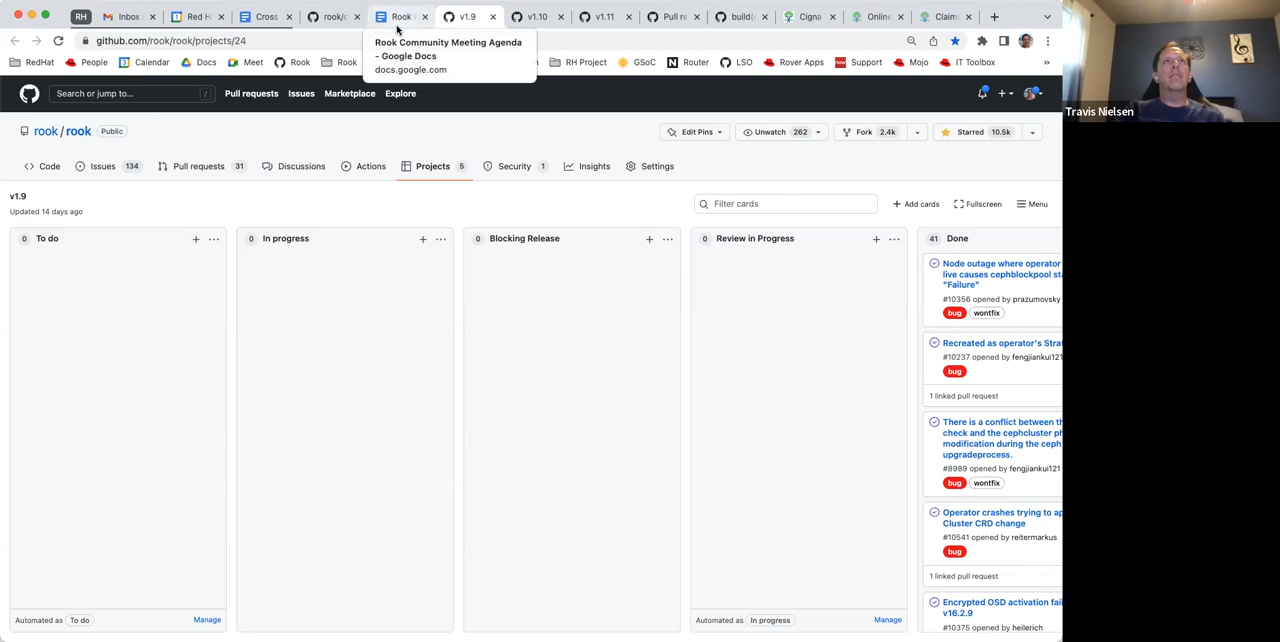 RH
Inbox
Red H
Cross
rook/c
Rook
v1.9
v1.10
v1.11
Pull re
build(
Cigna
Online
Claim
github.com/rook/rook/projects/24
Rook Community Meeting Agenda
- Google Docs
docs.google.com
RedHat
People
Calendar
Docs
Meet
Rook
Rook
RH Project
GSoC
Router
LSO
Rover Apps
Support
Mojo
IT Toolbox
»
Search or jump to...
/
Pull requests
Issues
Marketplace
Explore
Travis Nielsen
rook / rook
Public
Edit Pins
Unwatch 262
Fork 2.4k
Starred 10.5k
Code
Issues 134
Pull requests 31
Discussions
Actions
Projects 5
Security 1
Insights
Settings
v1.9
Updated 14 days ago
Filter cards
Add cards
Fullscreen
Menu
0 To do
0 In progress
0 Blocking Release
0 Review in Progress
41 Done
Node outage where operator
live causes cephblockpool sta
"Failure"
#10356 opened by prazumovsky
bug wontfix
Recreated as operator's Strat
#10237 opened by fengjiankui121
bug
1 linked pull request
There is a conflict between th
check and the cephcluster ph
modification during the ceph
upgradeprocess.
#8989 opened by fengjiankui121
bug wontfix
Operator crashes trying to ap
Cluster CRD change
#10541 opened by reitermarkus
bug
1 linked pull request
Encrypted OSD activation fail
v16.2.9
#10375 opened by heilerich
Automated as To do
Manage
Automated as In progress
Manage